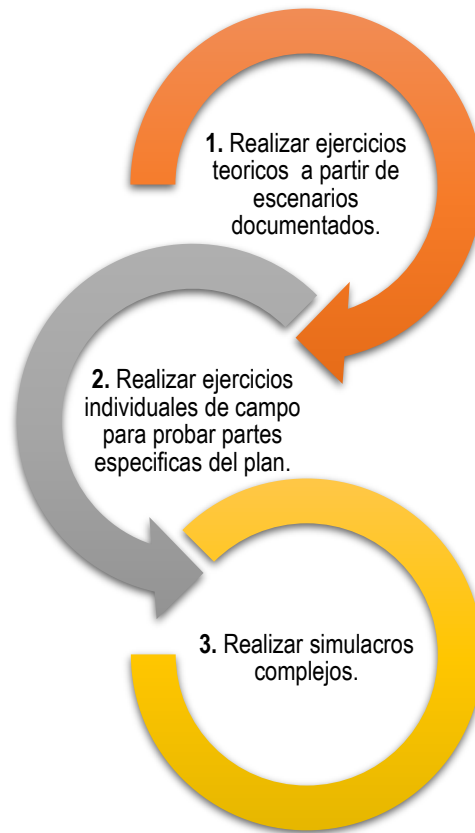 1. Realizar ejercicios
teoricos  a partir de
escenarios
documentados.
2. Realizar ejercicios
individuales de campo
para probar partes
especificas del plan.
3. Realizar simulacros
complejos.